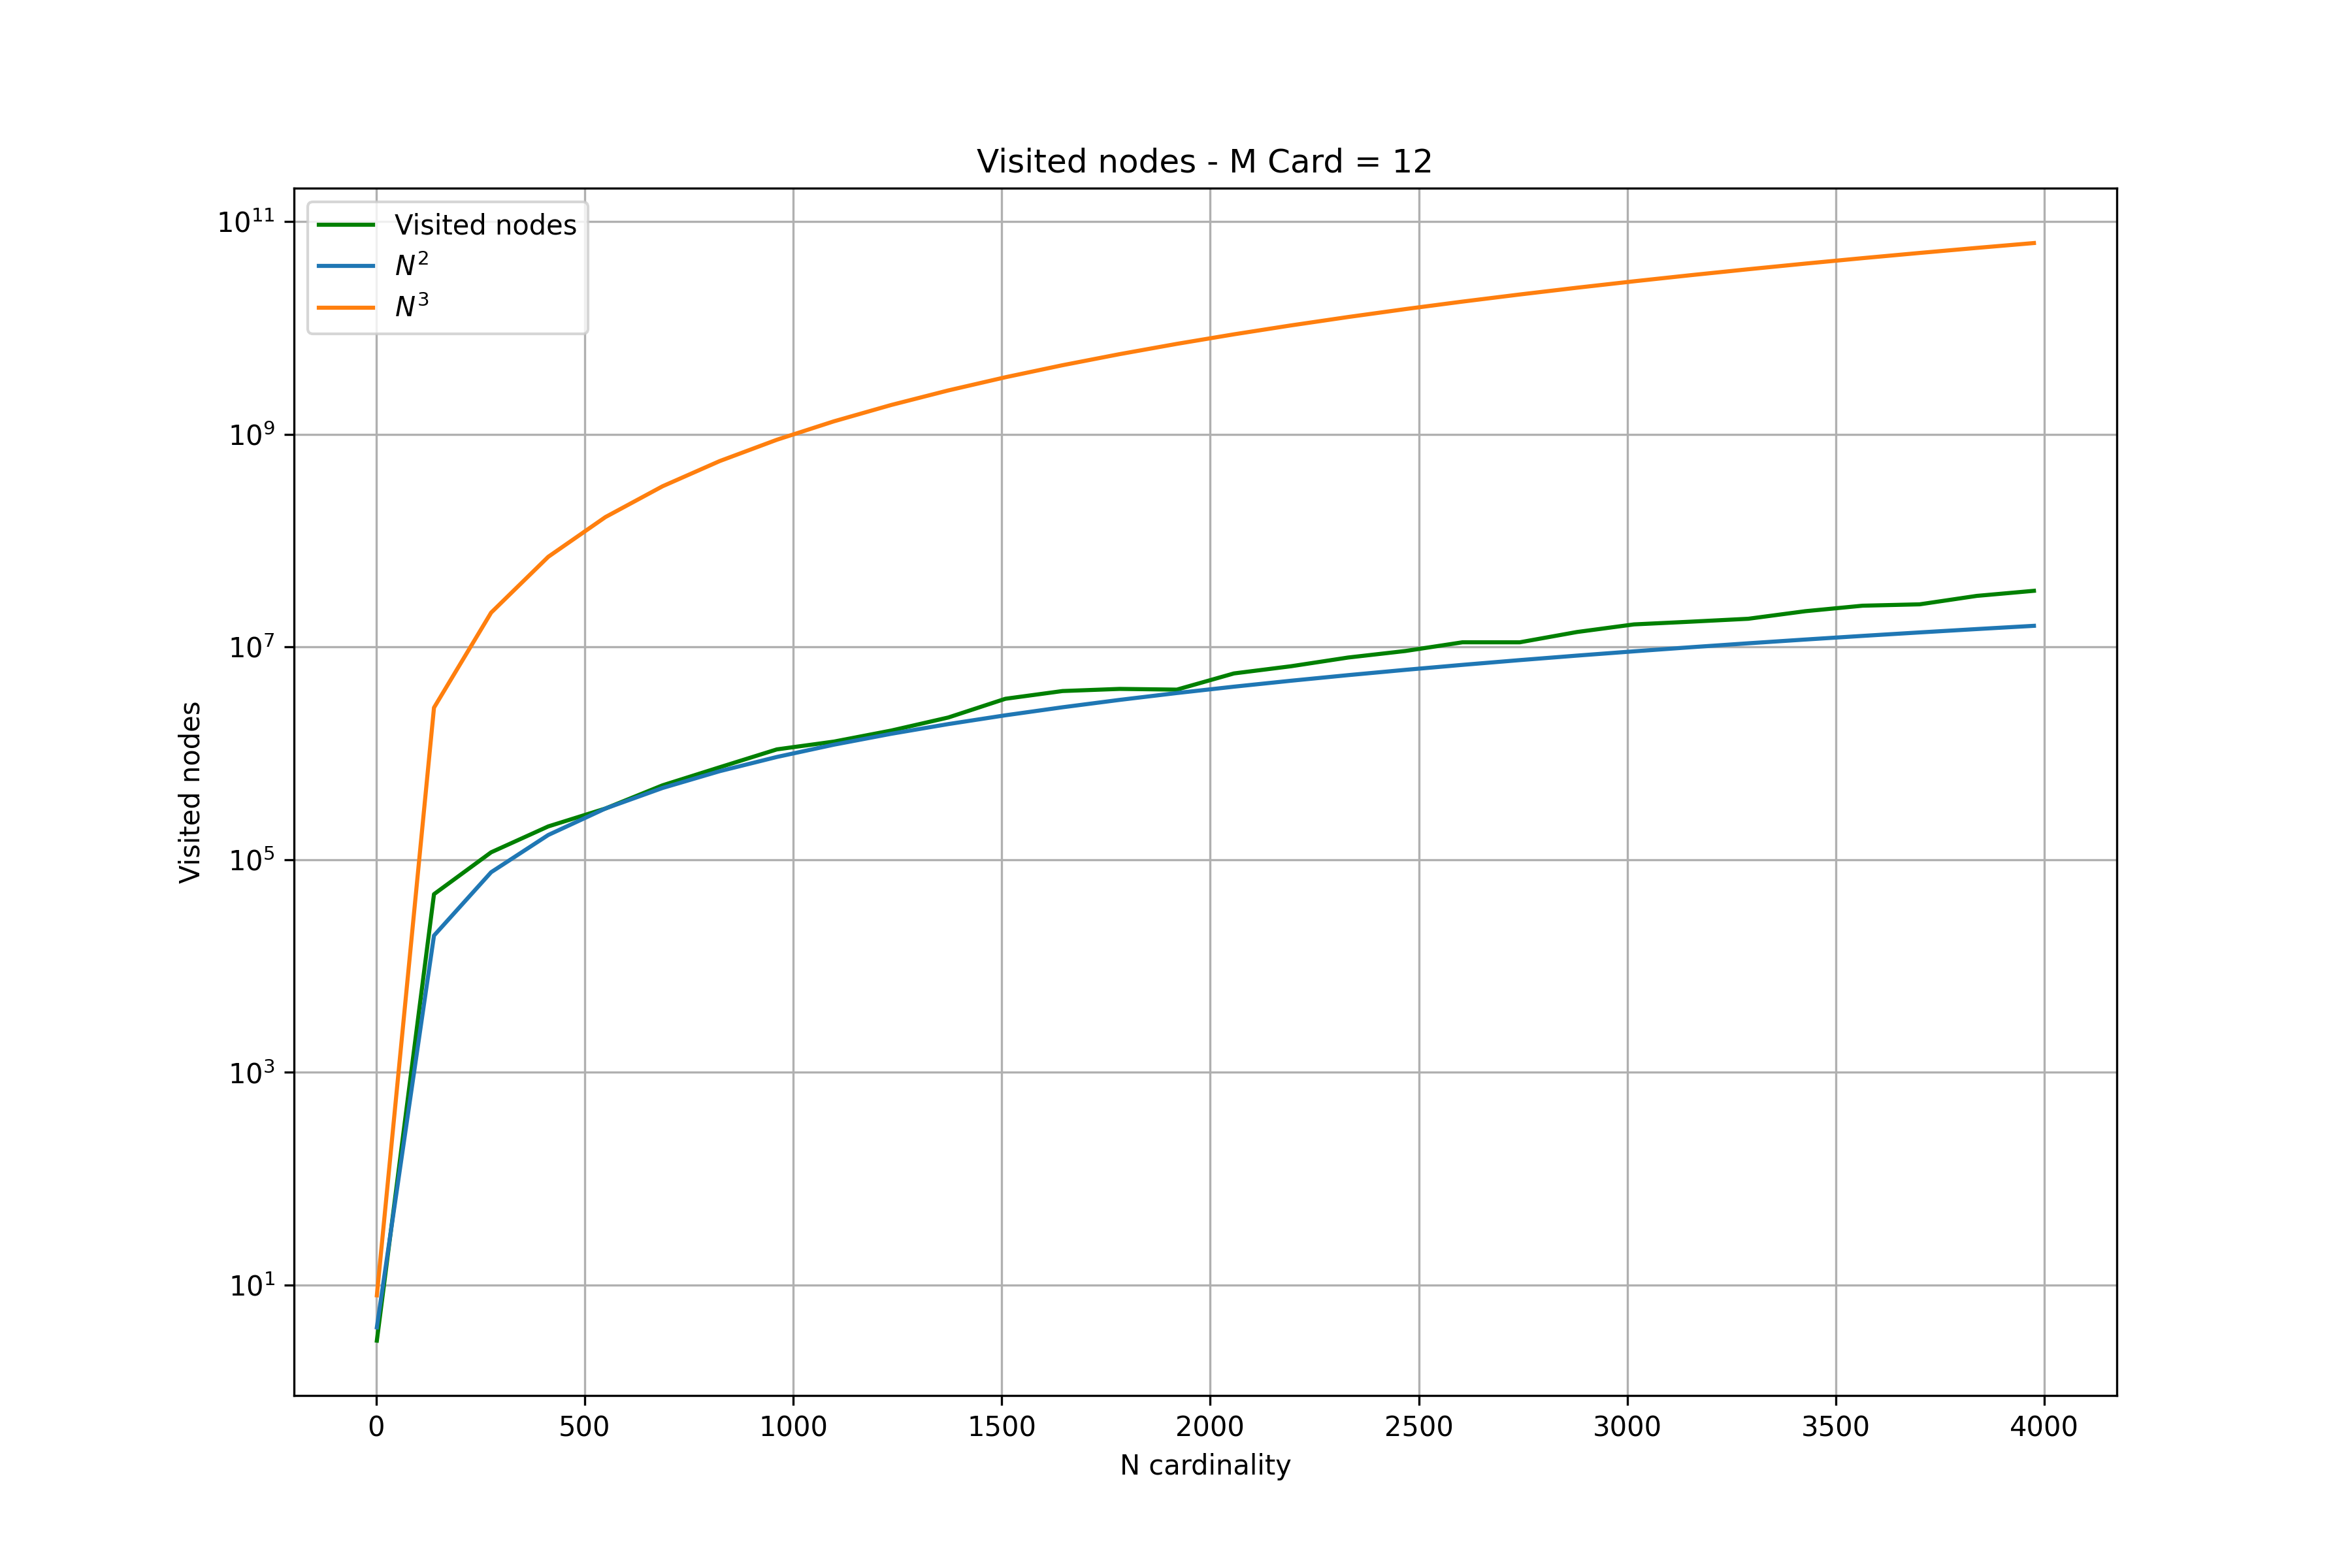 Visited nodes - M Card = 12
Visited nodes
N²
N³
10¹¹
10⁹
10⁷
10⁵
10³
10¹
Visited nodes
0 500 1000 1500 2000 2500 3000 3500 4000
N cardinality